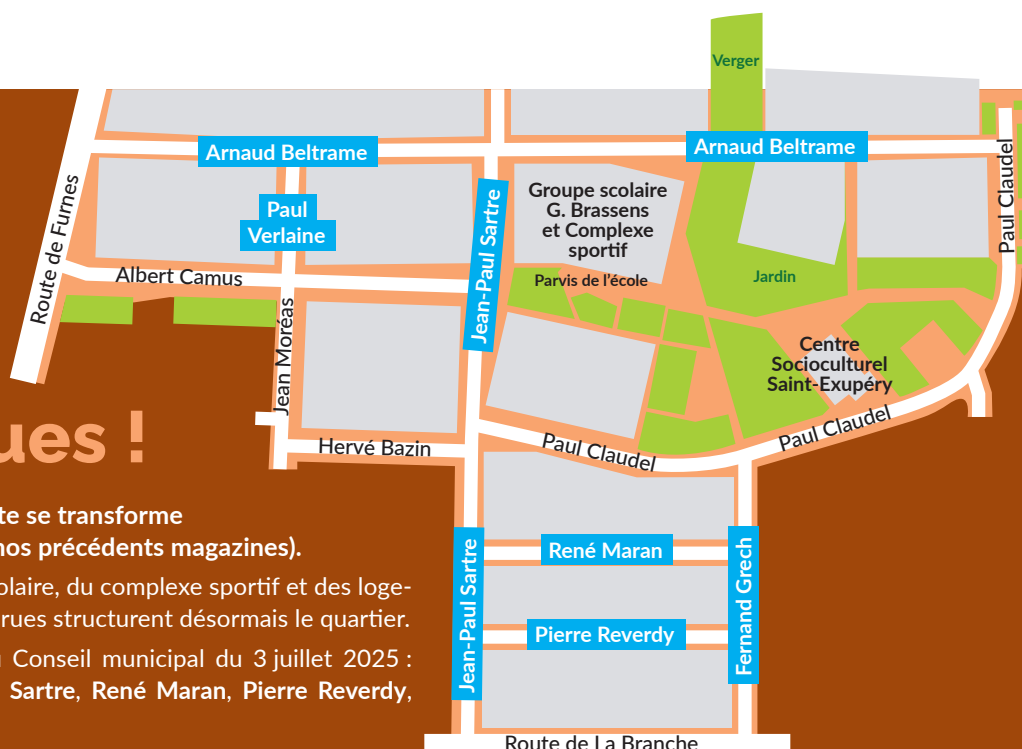 Verger
Arnaud Beltrame
Arnaud Beltrame
Paul Claudel
Route de Furnes
Paul
Verlaine
Jean-Paul Sartre
Groupe scolaire
G. Brassens
et Complexe
sportif
Parvis de l'école
Jardin
Albert Camus
Jean Moréas
Centre
Socioculturel
Saint-Exupéry
Hervé Bazin
Paul Claudel
Paul Claudel
ues !
te se transforme
nos précédents magazines).
olaire, du complexe sportif et des loge-
rues structurent désormais le quartier.
Conseil municipal du 3 juillet 2025 :
Sartre, René Maran, Pierre Reverdy,
Jean-Paul Sartre
René Maran
Pierre Reverdy
Fernand Grech
Route de La Branche